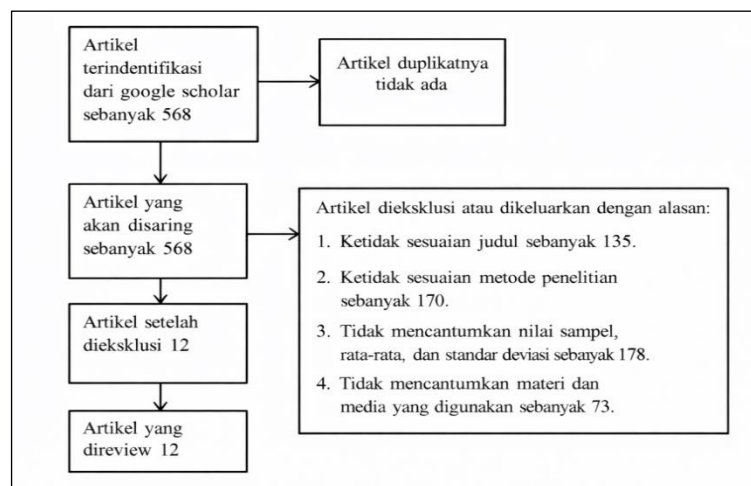 Artikel
terindentifikasi
dari google scholar
sebanyak 568
Artikel duplikatnya
tidak ada
Artikel yang
akan disaring
sebanyak 568
Artikel dieksklusi atau dikeluarkan dengan alasan:
1. Ketidak sesuaian judul sebanyak 135.
2. Ketidak sesuaian metode penelitian
sebanyak 170.
3. Tidak mencantumkan nilai sampel,
rata-rata, dan standar deviasi sebanyak 178.
4. Tidak mencantumkan materi dan
media yang digunakan sebanyak 73.
Artikel setelah
dieksklusi 12
Artikel yang
direview 12